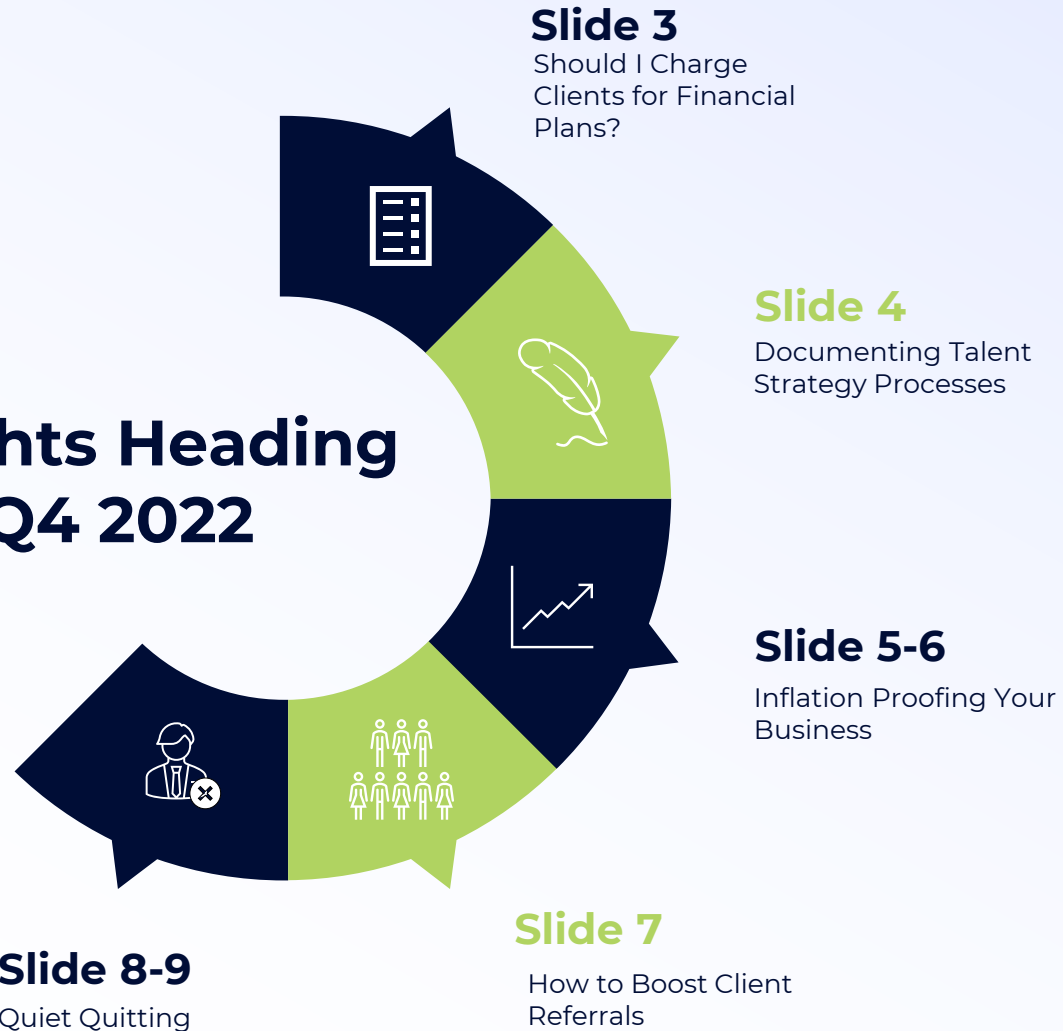 Slide 3
Should I Charge
Clients for Financial
Plans?
Slide 4
Documenting Talent
Strategy Processes
hts Heading
Q4 2022
Slide 5-6
Inflation Proofing Your
Business
Slide 7
How to Boost Client
Referrals
Slide 8-9
Quiet Quitting